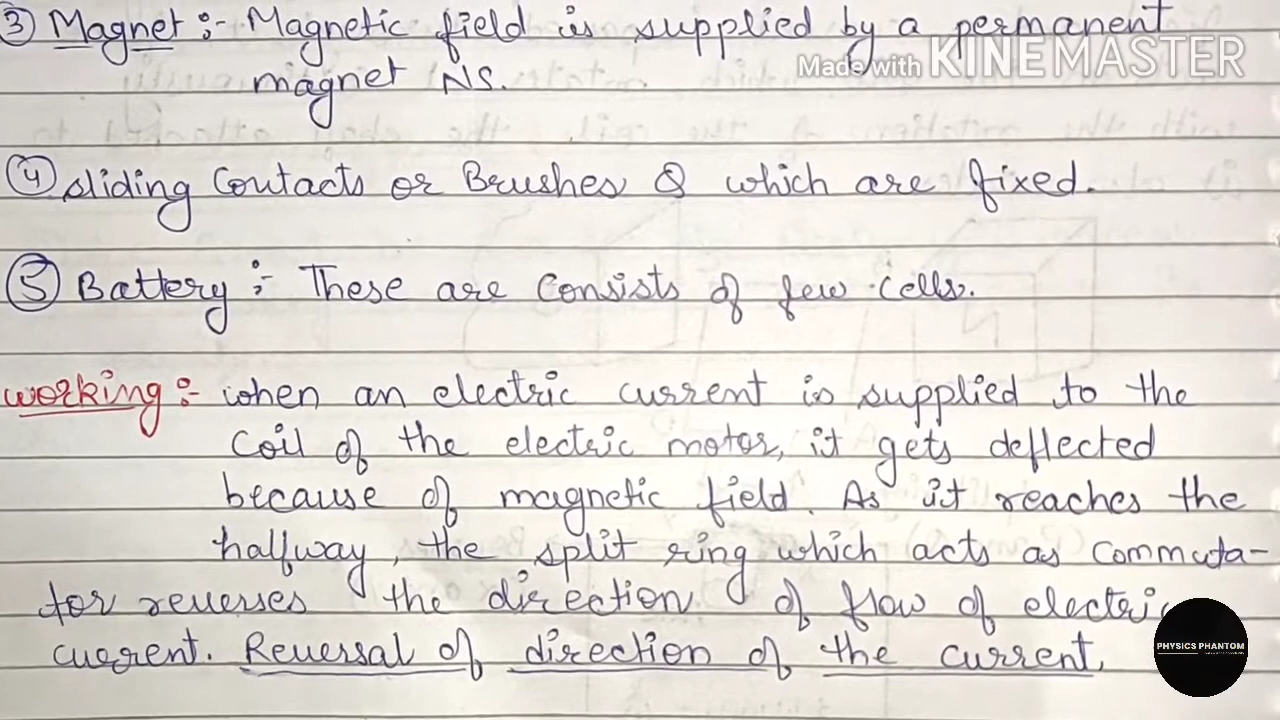 ③ Magnet :- Magnetic field is supplied by a permanent
Made with KINEMASTER
magnet NS.
④ sliding Contacts or Brushes Q which are fixed.
⑤ Battery :- These are Consists of few Cells.
working :- when an electric current is supplied to the
Coil of the electric motor, it gets deflected
because of magnetic field. As it reaches the
halfway, the split ring which acts as Commuta-
tor reverses the direction of flow of electric
current. Reversal of direction of the current,
PHYSICS PHANTOM